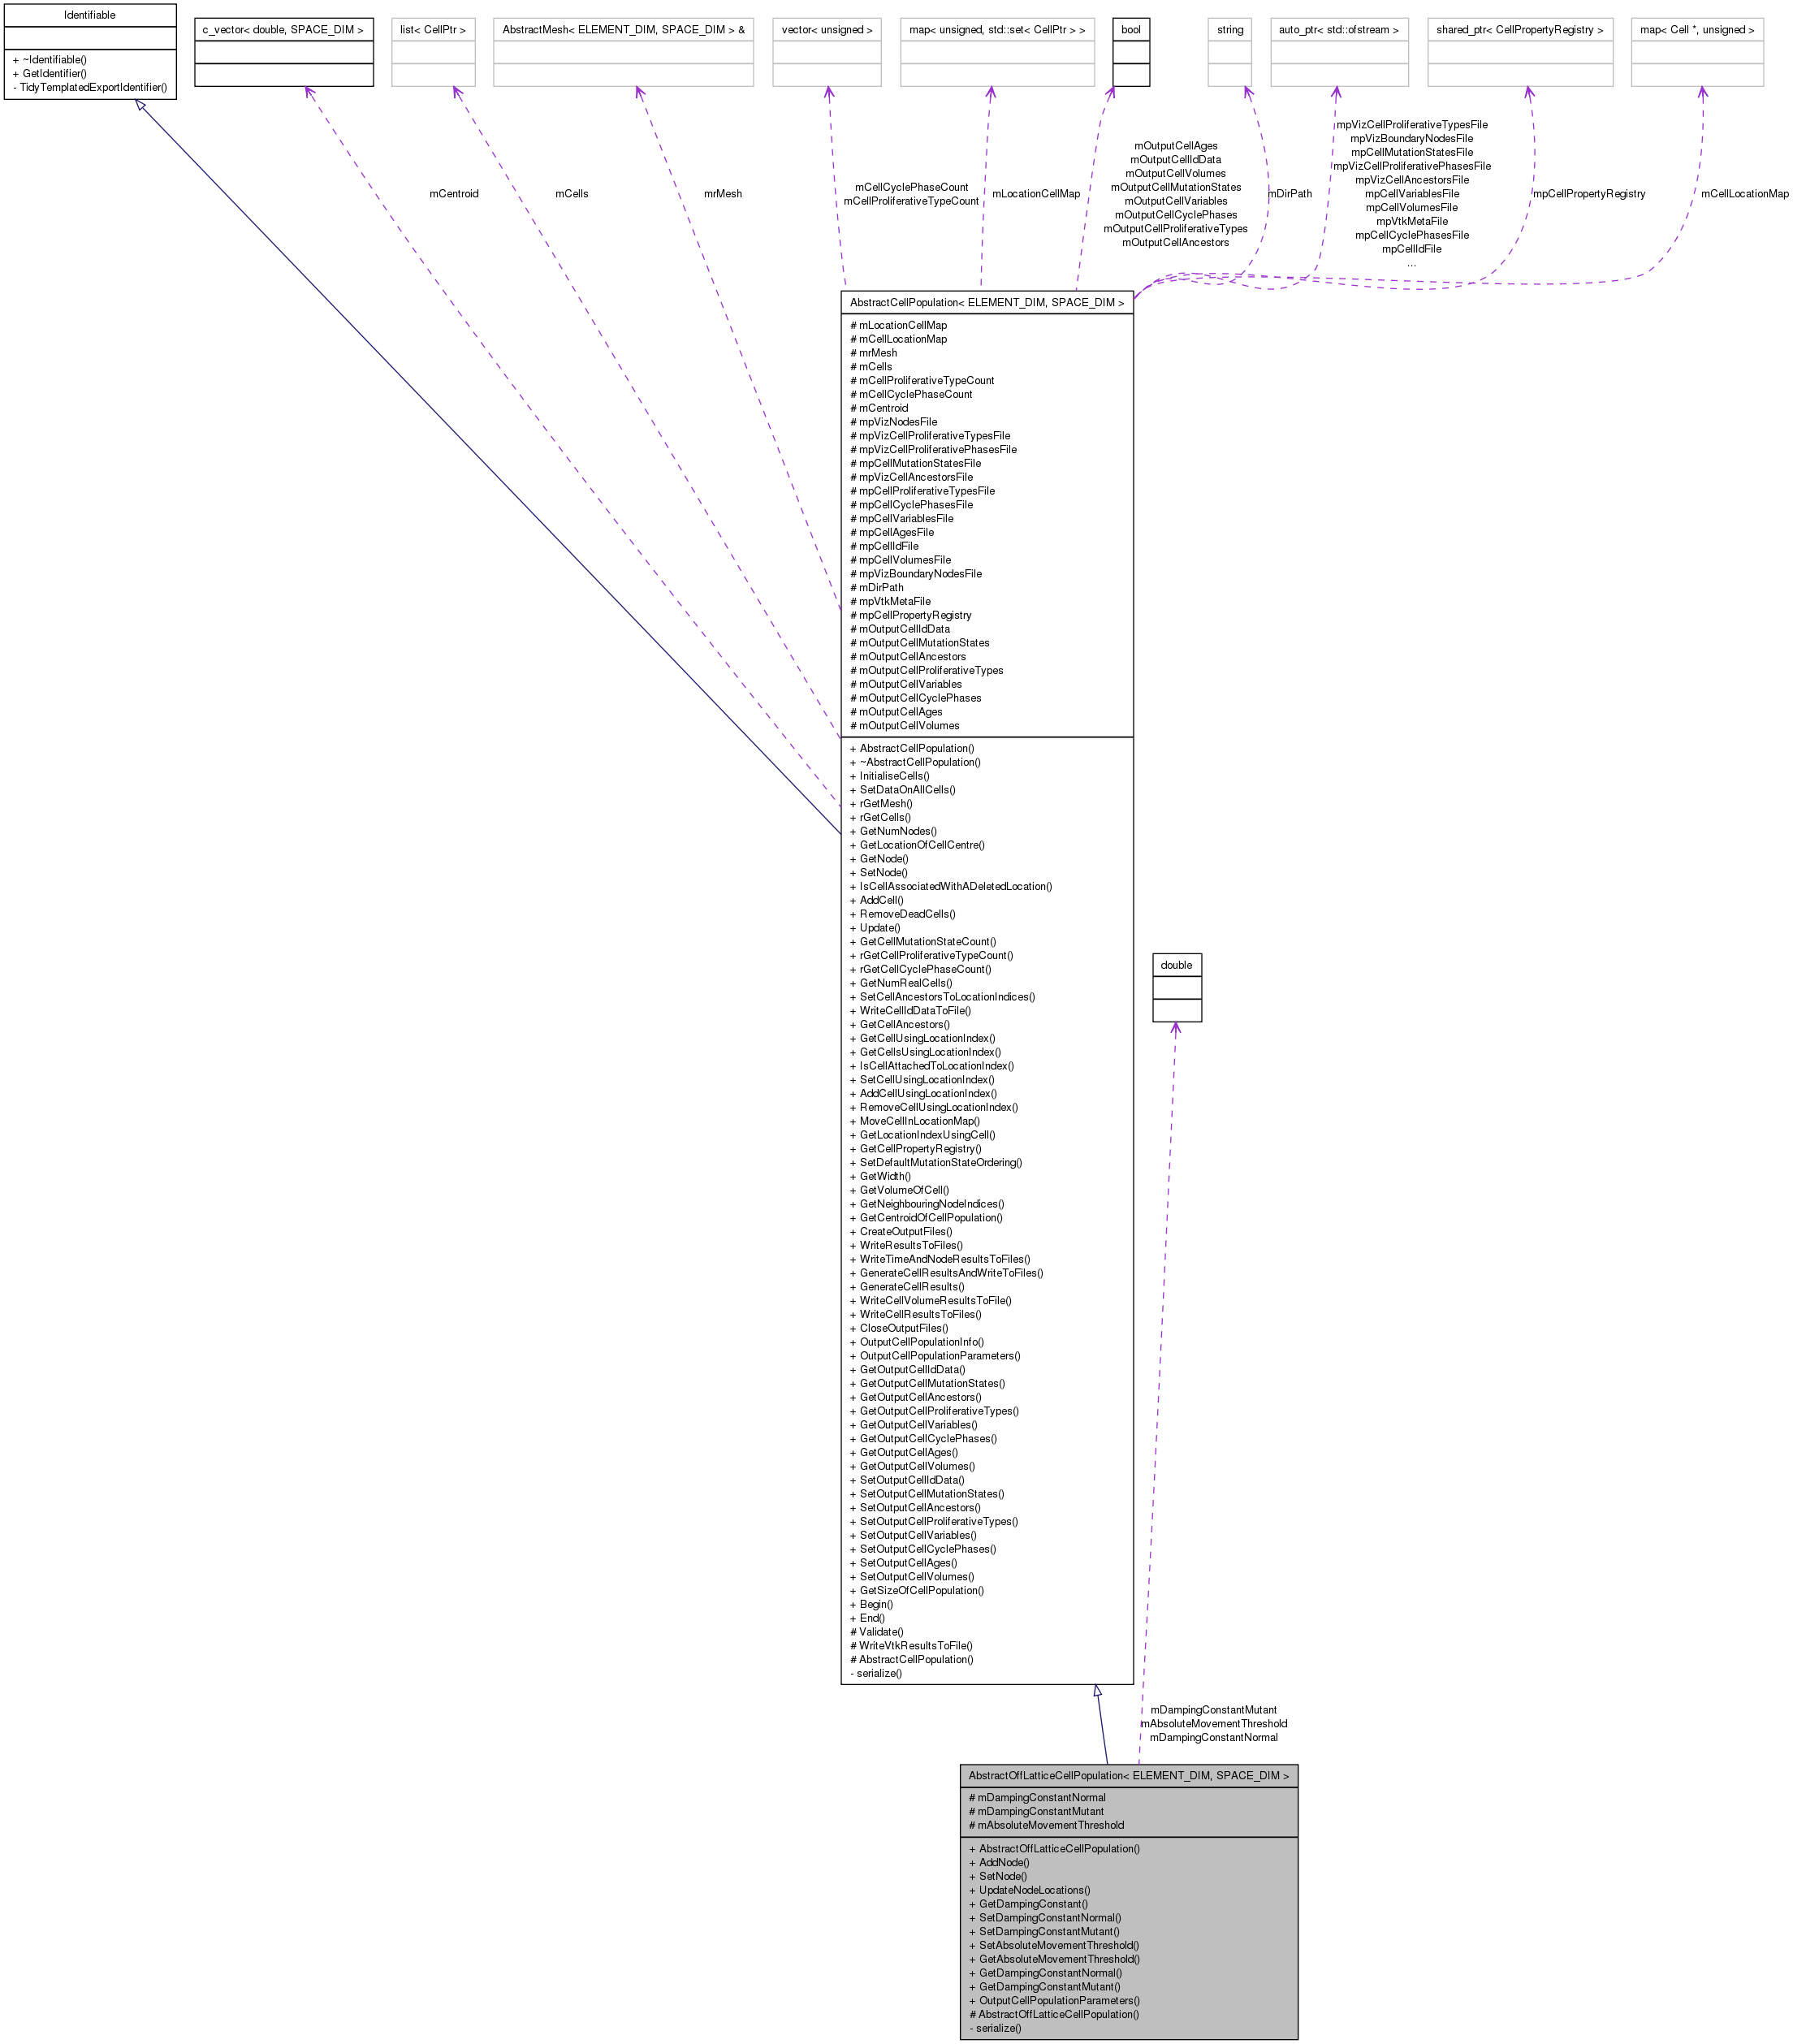 Identifiable
+ ~Identifiable()
+ GetIdentifier()
- TidyTemplatedExportIdentifier()
c_vector< double, SPACE_DIM >
list< CellPtr >
AbstractMesh< ELEMENT_DIM, SPACE_DIM > &
vector< unsigned >
map< unsigned, std::set< CellPtr > >
bool
string
auto_ptr< std::ofstream >
shared_ptr< CellPropertyRegistry >
map< Cell *, unsigned >
mCentroid
mCells
mrMesh
mCellCyclePhaseCount
mCellProliferativeTypeCount
mLocationCellMap
mOutputCellAges
mOutputCellIdData
mOutputCellVolumes
mOutputCellMutationStates
mOutputCellVariables
mOutputCellCyclePhases
mOutputCellProliferativeTypes
mOutputCellAncestors
mDirPath
mpVizCellProliferativeTypesFile
mpVizBoundaryNodesFile
mpCellMutationStatesFile
mpVizCellProliferativePhasesFile
mpVizCellAncestorsFile
mpCellVariablesFile
mpCellVolumesFile
mpVtkMetaFile
mpCellCyclePhasesFile
mpCellIdFile
...
mpCellPropertyRegistry
mCellLocationMap
AbstractCellPopulation< ELEMENT_DIM, SPACE_DIM >
# mLocationCellMap
# mCellLocationMap
# mrMesh
# mCells
# mCellProliferativeTypeCount
# mCellCyclePhaseCount
# mCentroid
# mpVizNodesFile
# mpVizCellProliferativeTypesFile
# mpVizCellProliferativePhasesFile
# mpCellMutationStatesFile
# mpVizCellAncestorsFile
# mpCellProliferativeTypesFile
# mpCellCyclePhasesFile
# mpCellVariablesFile
# mpCellAgesFile
# mpCellIdFile
# mpCellVolumesFile
# mpVizBoundaryNodesFile
# mDirPath
# mpVtkMetaFile
# mpCellPropertyRegistry
# mOutputCellIdData
# mOutputCellMutationStates
# mOutputCellAncestors
# mOutputCellProliferativeTypes
# mOutputCellVariables
# mOutputCellCyclePhases
# mOutputCellAges
# mOutputCellVolumes
+ AbstractCellPopulation()
+ ~AbstractCellPopulation()
+ InitialiseCells()
+ SetDataOnAllCells()
+ rGetMesh()
+ rGetCells()
+ GetNumNodes()
+ GetLocationOfCellCentre()
+ GetNode()
+ SetNode()
+ IsCellAssociatedWithADeletedLocation()
+ AddCell()
+ RemoveDeadCells()
+ Update()
+ GetCellMutationStateCount()
+ rGetCellProliferativeTypeCount()
+ rGetCellCyclePhaseCount()
+ GetNumRealCells()
+ SetCellAncestorsToLocationIndices()
+ WriteCellIdDataToFile()
+ GetCellAncestors()
+ GetCellUsingLocationIndex()
+ GetCellsUsingLocationIndex()
+ IsCellAttachedToLocationIndex()
+ SetCellUsingLocationIndex()
+ AddCellUsingLocationIndex()
+ RemoveCellUsingLocationIndex()
+ MoveCellInLocationMap()
+ GetLocationIndexUsingCell()
+ GetCellPropertyRegistry()
+ SetDefaultMutationStateOrdering()
+ GetWidth()
+ GetVolumeOfCell()
+ GetNeighbouringNodeIndices()
+ GetCentroidOfCellPopulation()
+ CreateOutputFiles()
+ WriteResultsToFiles()
+ WriteTimeAndNodeResultsToFiles()
+ GenerateCellResultsAndWriteToFiles()
+ GenerateCellResults()
+ WriteCellVolumeResultsToFile()
+ WriteCellResultsToFiles()
+ CloseOutputFiles()
+ OutputCellPopulationInfo()
+ OutputCellPopulationParameters()
+ GetOutputCellIdData()
+ GetOutputCellMutationStates()
+ GetOutputCellAncestors()
+ GetOutputCellProliferativeTypes()
+ GetOutputCellVariables()
+ GetOutputCellCyclePhases()
+ GetOutputCellAges()
+ GetOutputCellVolumes()
+ SetOutputCellIdData()
+ SetOutputCellMutationStates()
+ SetOutputCellAncestors()
+ SetOutputCellProliferativeTypes()
+ SetOutputCellVariables()
+ SetOutputCellCyclePhases()
+ SetOutputCellAges()
+ SetOutputCellVolumes()
+ GetSizeOfCellPopulation()
+ Begin()
+ End()
# Validate()
# WriteVtkResultsToFile()
# AbstractCellPopulation()
- serialize()
double
mDampingConstantMutant
mAbsoluteMovementThreshold
mDampingConstantNormal
AbstractOffLatticeCellPopulation< ELEMENT_DIM, SPACE_DIM >
# mDampingConstantNormal
# mDampingConstantMutant
# mAbsoluteMovementThreshold
+ AbstractOffLatticeCellPopulation()
+ AddNode()
+ SetNode()
+ UpdateNodeLocations()
+ GetDampingConstant()
+ SetDampingConstantNormal()
+ SetDampingConstantMutant()
+ SetAbsoluteMovementThreshold()
+ GetAbsoluteMovementThreshold()
+ GetDampingConstantNormal()
+ GetDampingConstantMutant()
+ OutputCellPopulationParameters()
# AbstractOffLatticeCellPopulation()
- serialize()